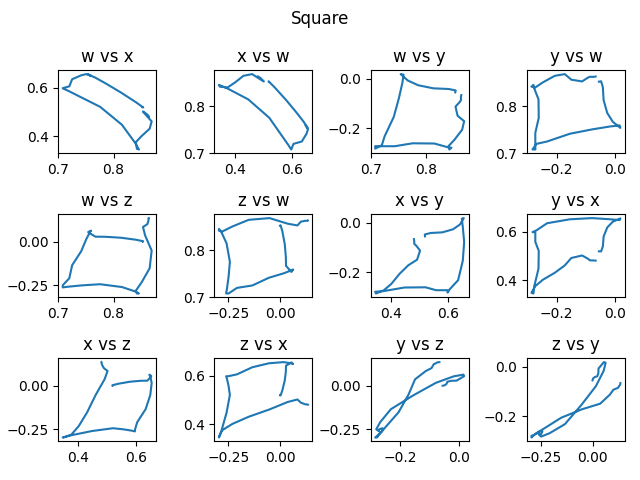 Square
w vs x
x vs w
w vs y
y vs w
0.6
0.4
0.7 0.8
0.8
0.7
0.4 0.6
0.0
−0.2
0.7 0.8
0.8
0.7
−0.2 0.0
w vs z
z vs w
x vs y
y vs x
0.00
−0.25
0.7 0.8
0.8
0.7
−0.25 0.00
0.0
−0.2
0.4 0.6
0.6
0.4
−0.2 0.0
x vs z
z vs x
y vs z
z vs y
0.00
−0.25
0.4 0.6
0.6
0.4
−0.25 0.00
0.00
−0.25
−0.2 0.0
0.0
−0.2
−0.25 0.00